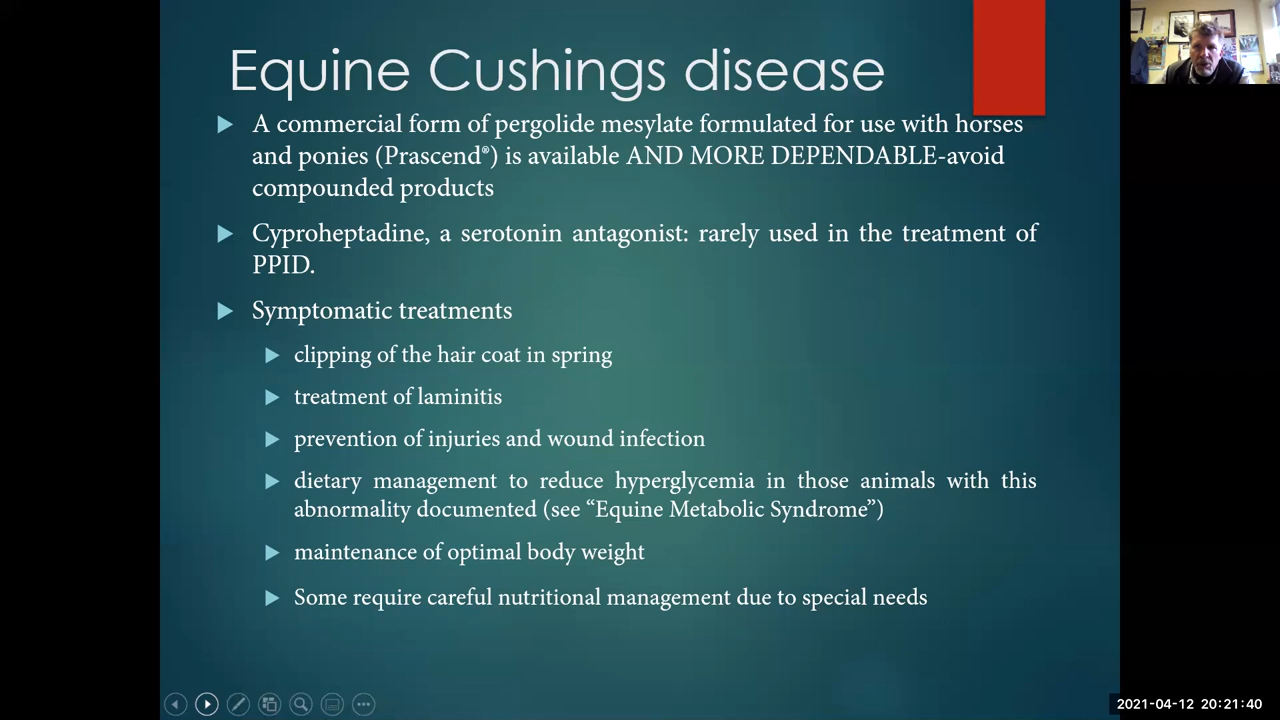 Equine Cushings disease
A commercial form of pergolide mesylate formulated for use with horses
and ponies (Prascend®) is available AND MORE DEPENDABLE-avoid
compounded products
Cyproheptadine, a serotonin antagonist: rarely used in the treatment of
PPID.
Symptomatic treatments
clipping of the hair coat in spring
treatment of laminitis
prevention of injuries and wound infection
dietary management to reduce hyperglycemia in those animals with this
abnormality documented (see “Equine Metabolic Syndrome”)
maintenance of optimal body weight
Some require careful nutritional management due to special needs
2021-04-12 20:21:40